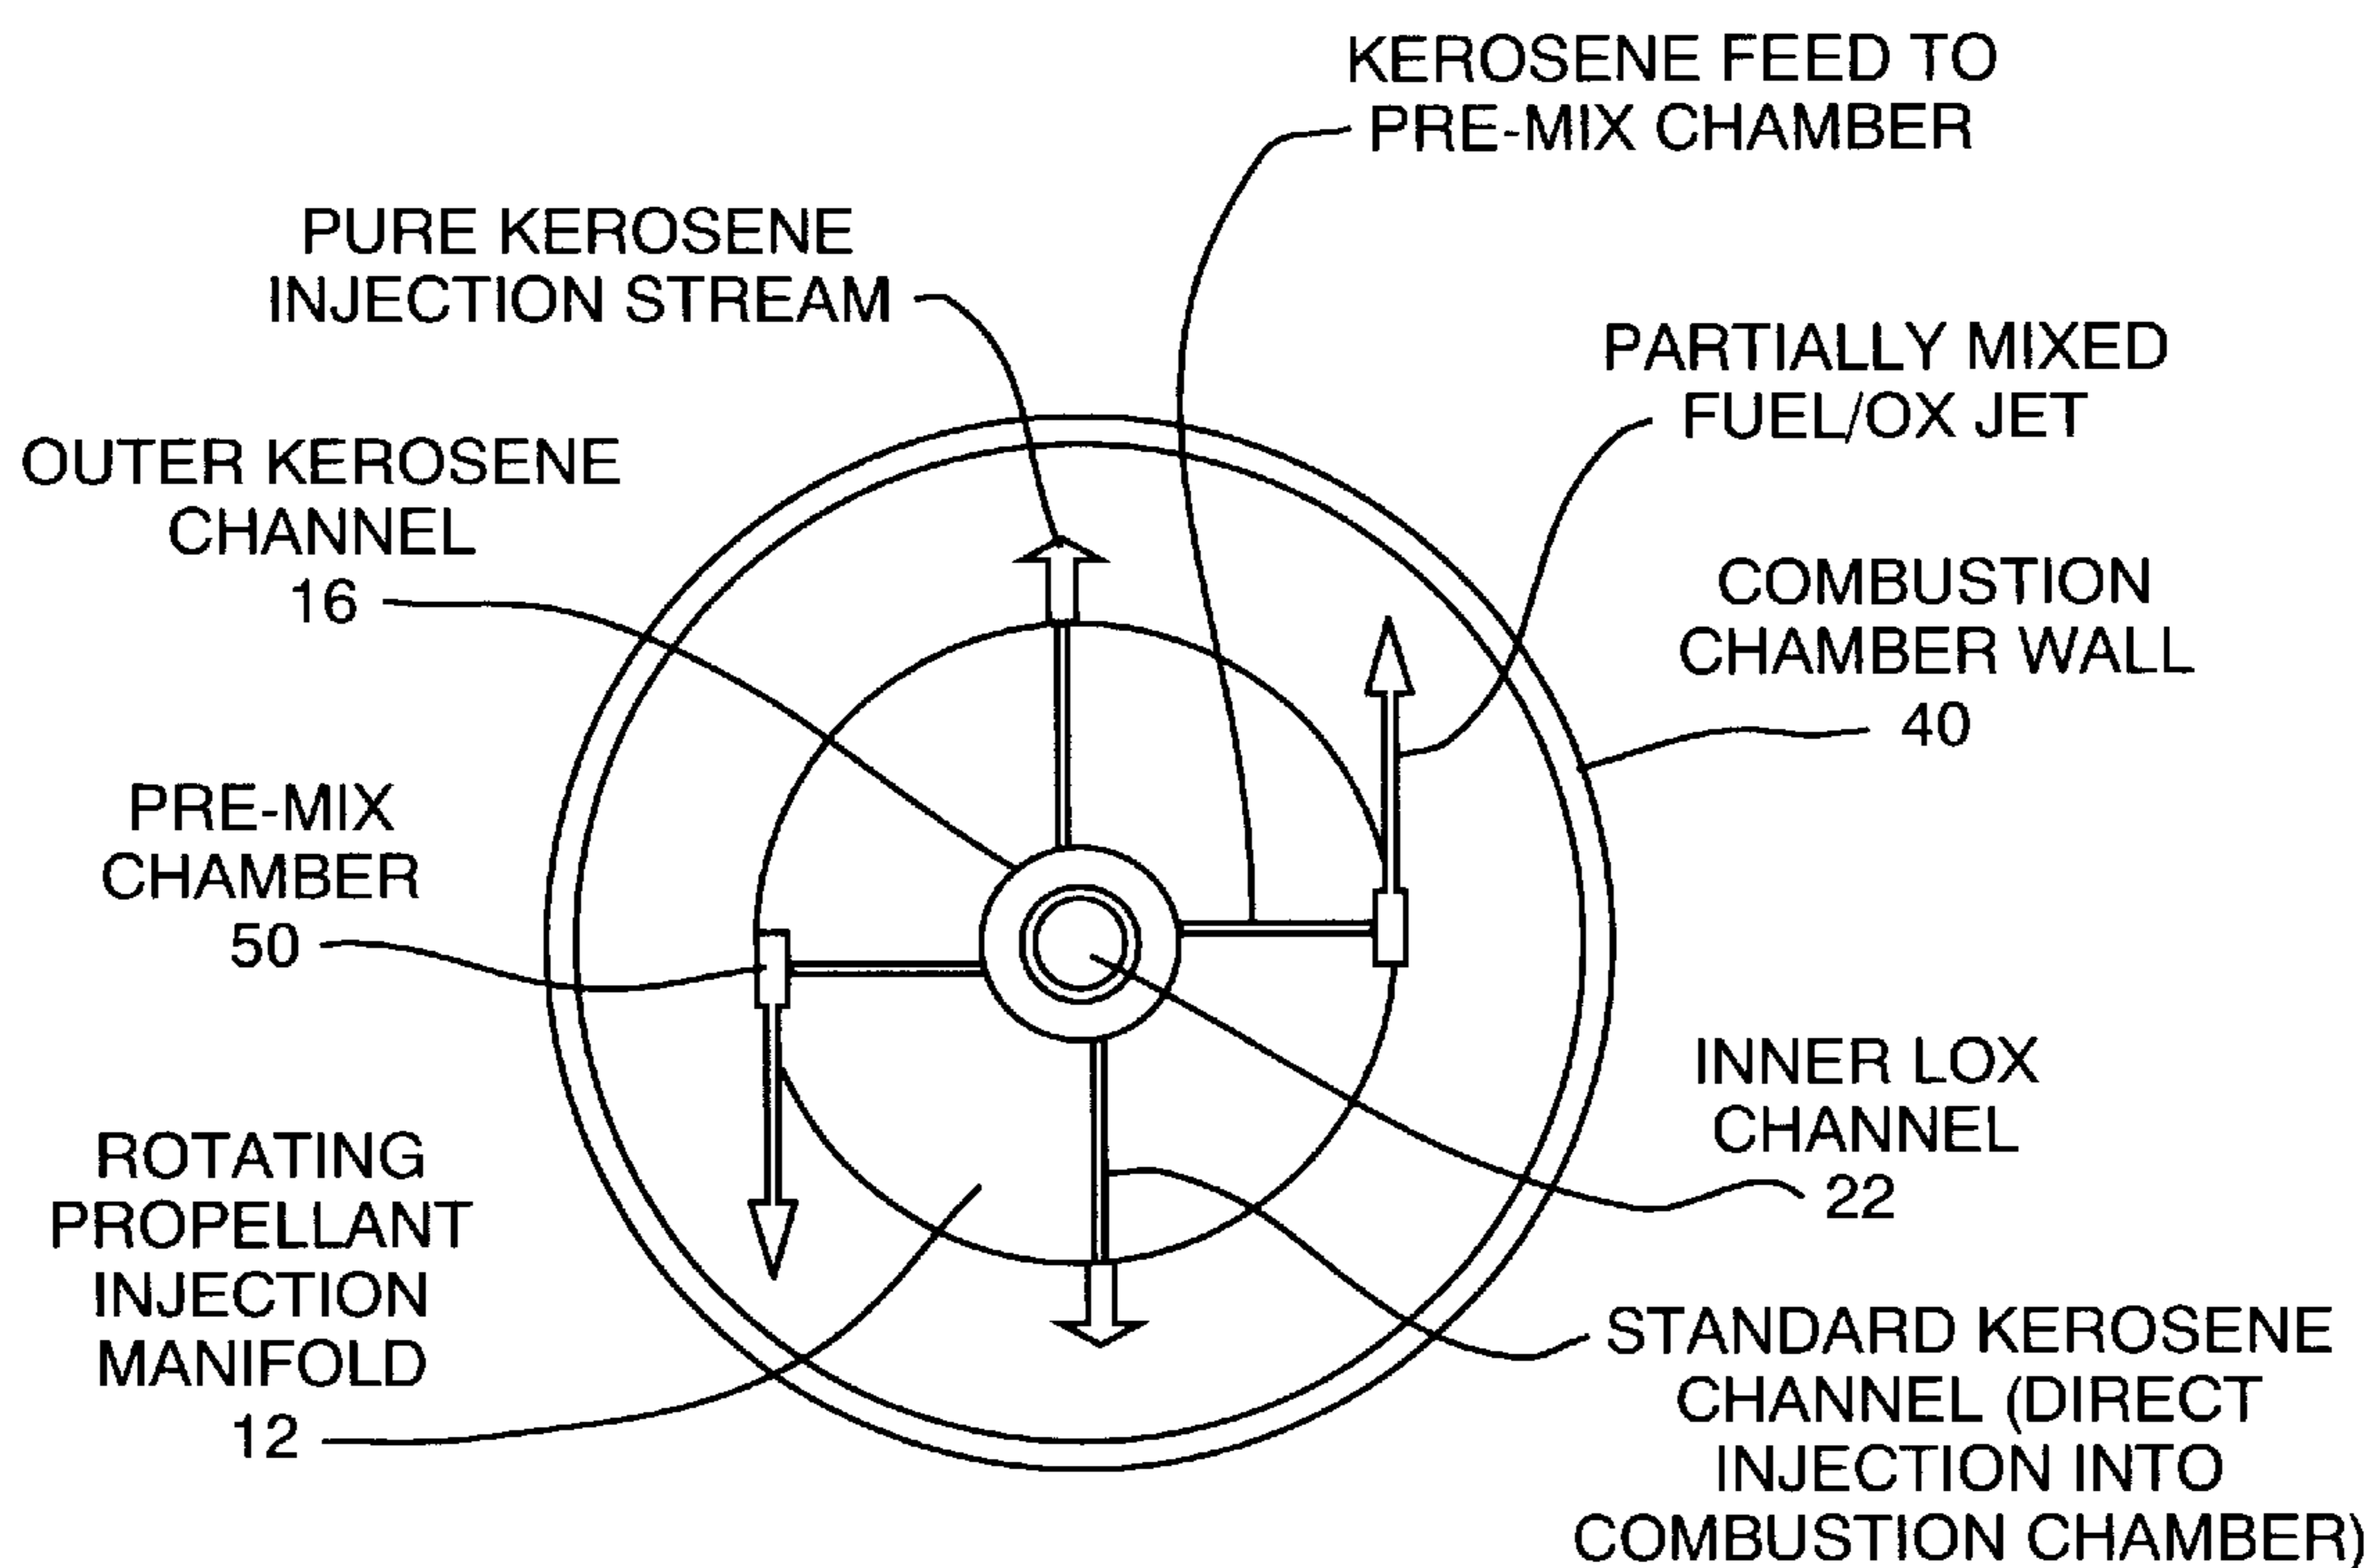 KEROSENE FEED TO
PRE-MIX CHAMBER
PURE KEROSENE
INJECTION STREAM
PARTIALLY MIXED
FUEL/OX JET
OUTER KEROSENE
CHANNEL
16
COMBUSTION
CHAMBER WALL
40
PRE-MIX
CHAMBER
50
INNER LOX
CHANNEL
22
ROTATING
PROPELLANT
INJECTION
MANIFOLD
12
STANDARD KEROSENE
CHANNEL (DIRECT
INJECTION INTO
COMBUSTION CHAMBER)